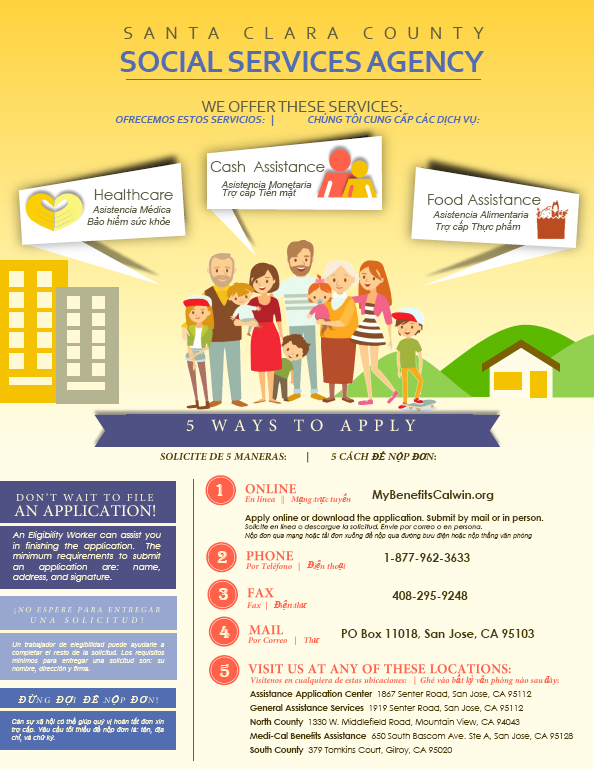 SANTA CLARA COUNTY
SOCIAL SERVICES AGENCY
WE OFFER THESE SERVICES:
OFRECEMOS ESTOS SERVICIOS: | CHÚNG TÔI CUNG CẤP CÁC DỊCH VỤ:
Healthcare
Asistencia Médica
Bảo hiểm sức khỏe
Cash Assistance
Asistencia Monetaria
Trợ cấp Tiền mặt
Food Assistance
Asistencia Alimentaria
Trợ cấp Thực phẩm
5 WAYS TO APPLY
SOLICITE DE 5 MANERAS: | 5 CÁCH ĐỂ NỘP ĐƠN:
DON'T WAIT TO FILE
AN APPLICATION!
An Eligibility Worker can assist you
in finishing the application. The
minimum requirements to submit
an application are: name,
address, and signature.
¡NO ESPERE PARA ENTREGAR
UNA SOLICITUD!
Un trabajador de elegibilidad puede ayudarle a
completar el resto de la solicitud. Los requisitos
mínimos para entregar una solicitud son: su
nombre, dirección y firma.
ĐỪNG ĐỢI ĐỂ NỘP ĐƠN!
Cán sự xã hội có thể giúp quý vị hoàn tất đơn xin
trợ cấp. Yêu cầu tối thiểu để nộp đơn là: tên, địa
chỉ, và chữ ký.
1 ONLINE
En línea | Mạng trực tuyến
MyBenefitsCalwin.org
Apply online or download the application. Submit by mail or in person.
Solicite en línea o descargue la solicitud. Envíe por correo o en persona.
Nộp đơn qua mạng hoặc tải đơn xuống để nộp qua đường bưu điện hoặc nộp thẳng văn phòng
2 PHONE
Por Teléfono | Điện thoại
1-877-962-3633
3 FAX
Fax | Điện thư
408-295-9248
4 MAIL
Por Correo | Thư
PO Box 11018, San Jose, CA 95103
5 VISIT US AT ANY OF THESE LOCATIONS:
Visítenos en cualquiera de estas ubicaciones: | Ghé vào bất kỳ văn phòng nào sau đây:
Assistance Application Center 1867 Senter Road, San Jose, CA 95112
General Assistance Services 1919 Senter Road, San Jose, CA 95112
North County 1330 W. Middlefield Road, Mountain View, CA 94043
Medi-Cal Benefits Assistance 650 South Bascom Ave. Ste A, San Jose, CA 95128
South County 379 Tomkins Court, Gilroy, CA 95020